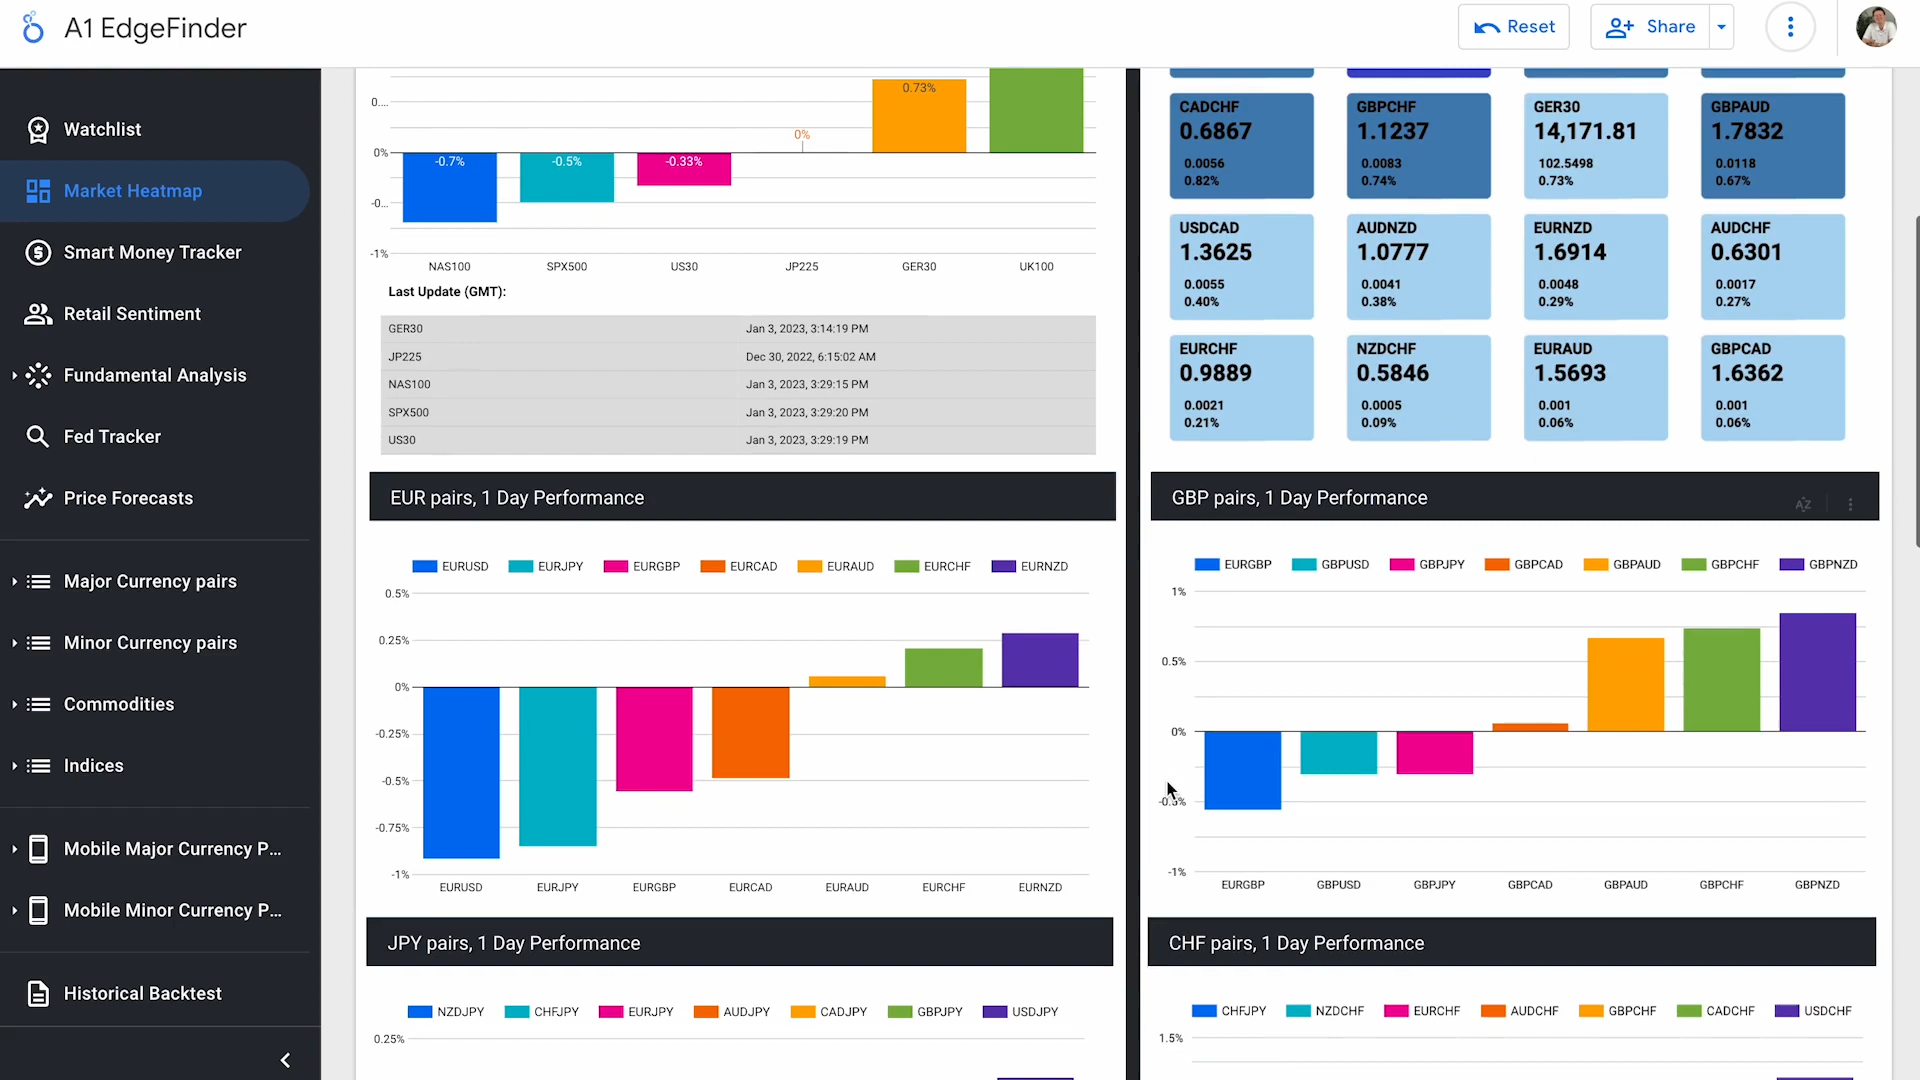 A1 EdgeFinder
Reset
Share
Watchlist
Market Heatmap
Smart Money Tracker
Retail Sentiment
Fundamental Analysis
Fed Tracker
Price Forecasts
Major Currency pairs
Minor Currency pairs
Commodities
Indices
Mobile Major Currency P...
Mobile Minor Currency P...
Historical Backtest
0....
0%
-0...
-1%
-0.7%
-0.5%
-0.33%
0%
0.73%
NAS100 SPX500 US30 JP225 GER30 UK100
Last Update (GMT):
GER30 Jan 3, 2023, 3:14:19 PM
JP225 Dec 30, 2022, 6:15:02 AM
NAS100 Jan 3, 2023, 3:29:15 PM
SPX500 Jan 3, 2023, 3:29:20 PM
US30 Jan 3, 2023, 3:29:19 PM
CADCHF
0.6867
0.0056
0.82%
GBPCHF
1.1237
0.0083
0.74%
GER30
14,171.81
102.5498
0.73%
GBPAUD
1.7832
0.0118
0.67%
USDCAD
1.3625
0.0055
0.40%
AUDNZD
1.0777
0.0041
0.38%
EURNZD
1.6914
0.0048
0.29%
AUDCHF
0.6301
0.0017
0.27%
EURCHF
0.9889
0.0021
0.21%
NZDCHF
0.5846
0.0005
0.09%
EURAUD
1.5693
0.001
0.06%
GBPCAD
1.6362
0.001
0.06%
EUR pairs, 1 Day Performance
EURUSD EURJPY EURGBP EURCAD EURAUD EURCHF EURNZD
0.5%
0.25%
0%
-0.25%
-0.5%
-0.75%
-1%
EURUSD EURJPY EURGBP EURCAD EURAUD EURCHF EURNZD
GBP pairs, 1 Day Performance
AZ
EURGBP GBPUSD GBPJPY GBPCAD GBPAUD GBPCHF GBPNZD
1%
0.5%
0%
-0.5%
-1%
EURGBP GBPUSD GBPJPY GBPCAD GBPAUD GBPCHF GBPNZD
JPY pairs, 1 Day Performance
NZDJPY CHFJPY EURJPY AUDJPY CADJPY GBPJPY USDJPY
0.25%
CHF pairs, 1 Day Performance
CHFJPY NZDCHF EURCHF AUDCHF GBPCHF CADCHF USDCHF
1.5%